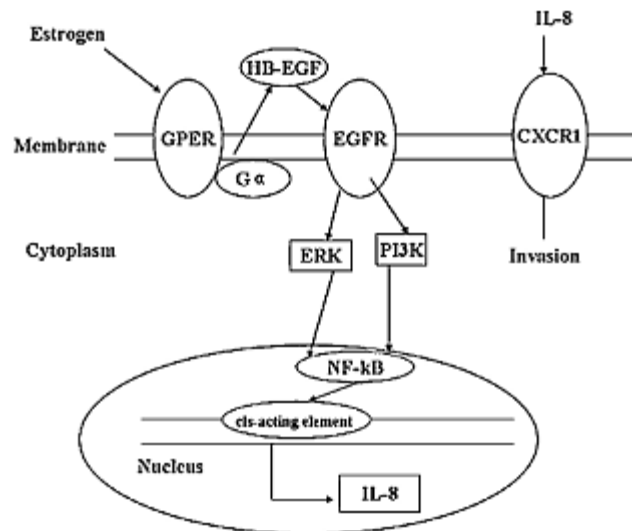 Estrogen
IL-8
HB-EGF
GPER
EGFR
CXCR1
Membrane
Gα
Cytoplasm
ERK
PI3K
Invasion
NF-kB
cis-acting element
Nucleus
IL-8